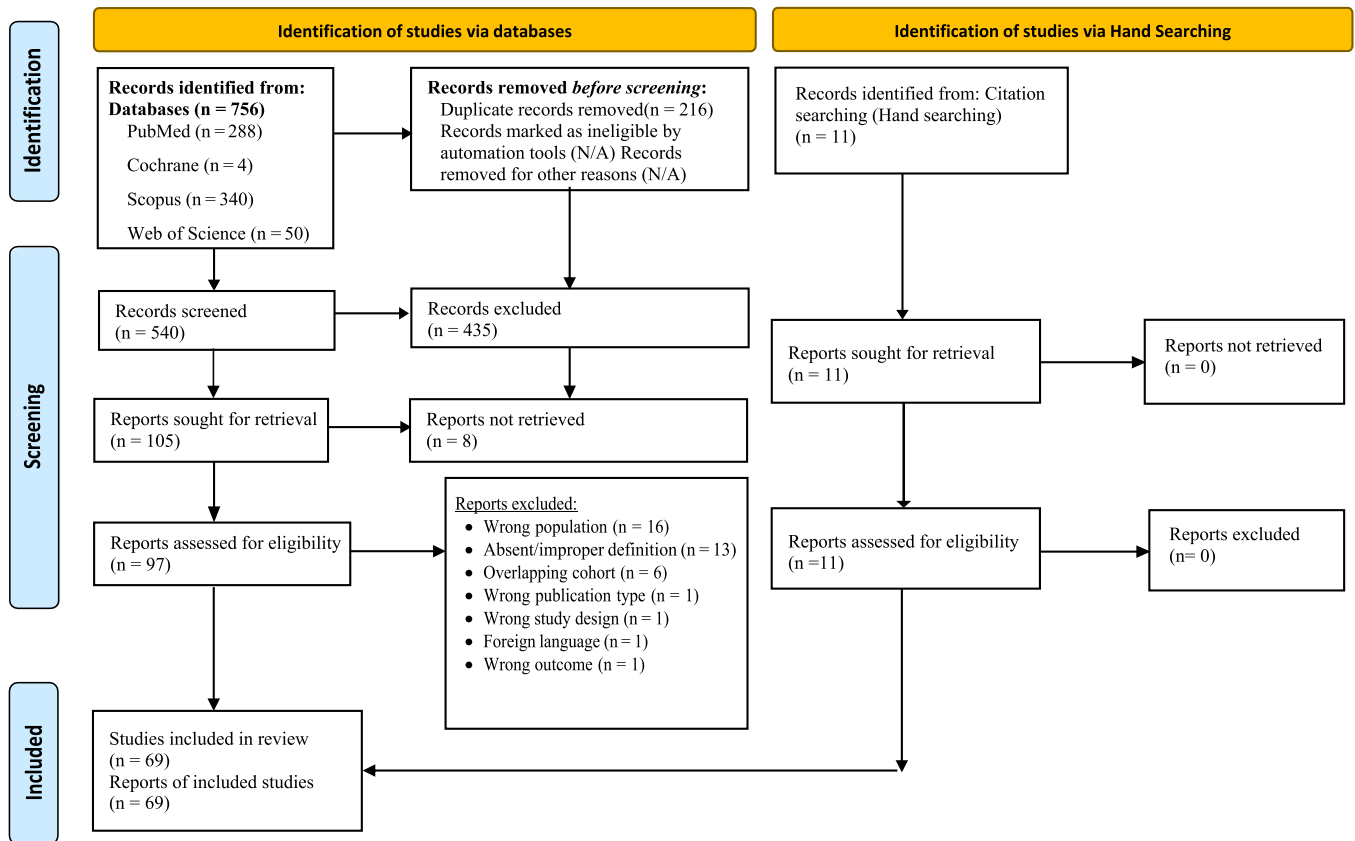 Identification of studies via databases
Identification of studies via Hand Searching
Identification
Records identified from:
Databases (n = 756)
PubMed (n = 288)
Cochrane (n = 4)
Scopus (n = 340)
Web of Science (n = 50)
Records removed before screening:
Duplicate records removed(n = 216)
Records marked as ineligible by
automation tools (N/A) Records
removed for other reasons (N/A)
Records identified from: Citation
searching (Hand searching)
(n = 11)
Screening
Records screened
(n = 540)
Records excluded
(n = 435)
Reports sought for retrieval
(n = 11)
Reports not retrieved
(n = 0)
Reports sought for retrieval
(n = 105)
Reports not retrieved
(n = 8)
Reports assessed for eligibility
(n = 97)
Reports excluded:
• Wrong population (n = 16)
• Absent/improper definition (n = 13)
• Overlapping cohort (n = 6)
• Wrong publication type (n = 1)
• Wrong study design (n = 1)
• Foreign language (n = 1)
• Wrong outcome (n = 1)
Reports assessed for eligibility
(n =11)
Reports excluded
(n= 0)
Included
Studies included in review
(n = 69)
Reports of included studies
(n = 69)